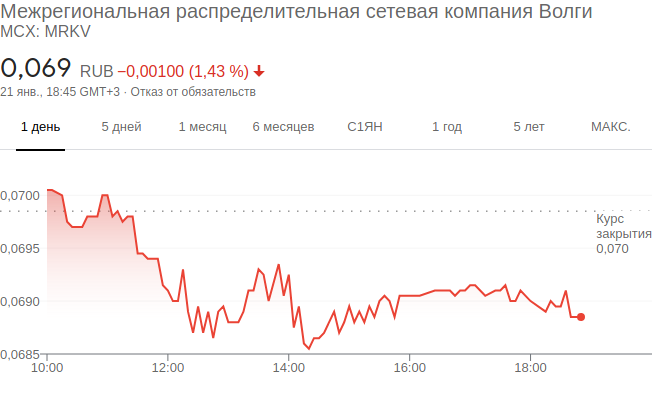 Межрегиональная распределительная сетевая компания Волги
MCX: MRKV
0,069 RUB −0,00100 (1,43 %)
21 янв., 18:45 GMT+3 · Отказ от обязательств
1 день 5 дней 1 месяц 6 месяцев С1ЯН 1 год 5 лет МАКС.
0,0700
Курс
закрытия
0,070
0,0695
0,0690
0,0685
10:00 12:00 14:00 16:00 18:00